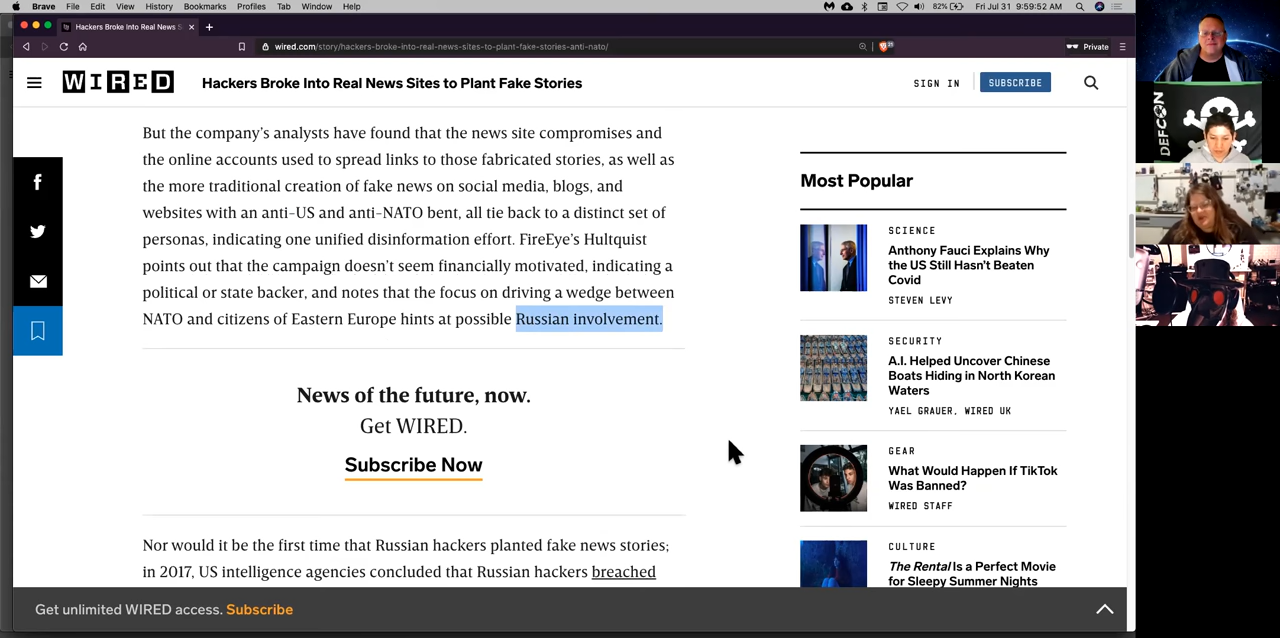 Brave File Edit View History Bookmarks Profiles Tab Window Help
82% Fri Jul 31 9:59:52 AM
Hackers Broke Into Real News S
wired.com/story/hackers-broke-into-real-news-sites-to-plant-fake-stories-anti-nato/
Private
WIRED
Hackers Broke Into Real News Sites to Plant Fake Stories
SIGN IN
SUBSCRIBE
But the company's analysts have found that the news site compromises and
the online accounts used to spread links to those fabricated stories, as well as
the more traditional creation of fake news on social media, blogs, and
websites with an anti-US and anti-NATO bent, all tie back to a distinct set of
personas, indicating one unified disinformation effort. FireEye's Hultquist
points out that the campaign doesn't seem financially motivated, indicating a
political or state backer, and notes that the focus on driving a wedge between
NATO and citizens of Eastern Europe hints at possible Russian involvement.
News of the future, now.
Get WIRED.
Subscribe Now
Nor would it be the first time that Russian hackers planted fake news stories;
in 2017, US intelligence agencies concluded that Russian hackers breached
Most Popular
SCIENCE
Anthony Fauci Explains Why
the US Still Hasn't Beaten
Covid
STEVEN LEVY
SECURITY
A.I. Helped Uncover Chinese
Boats Hiding in North Korean
Waters
YAEL GRAUER, WIRED UK
GEAR
What Would Happen If TikTok
Was Banned?
WIRED STAFF
CULTURE
The Rental Is a Perfect Movie
for Sleepy Summer Nights
Get unlimited WIRED access. Subscribe
DEFCON